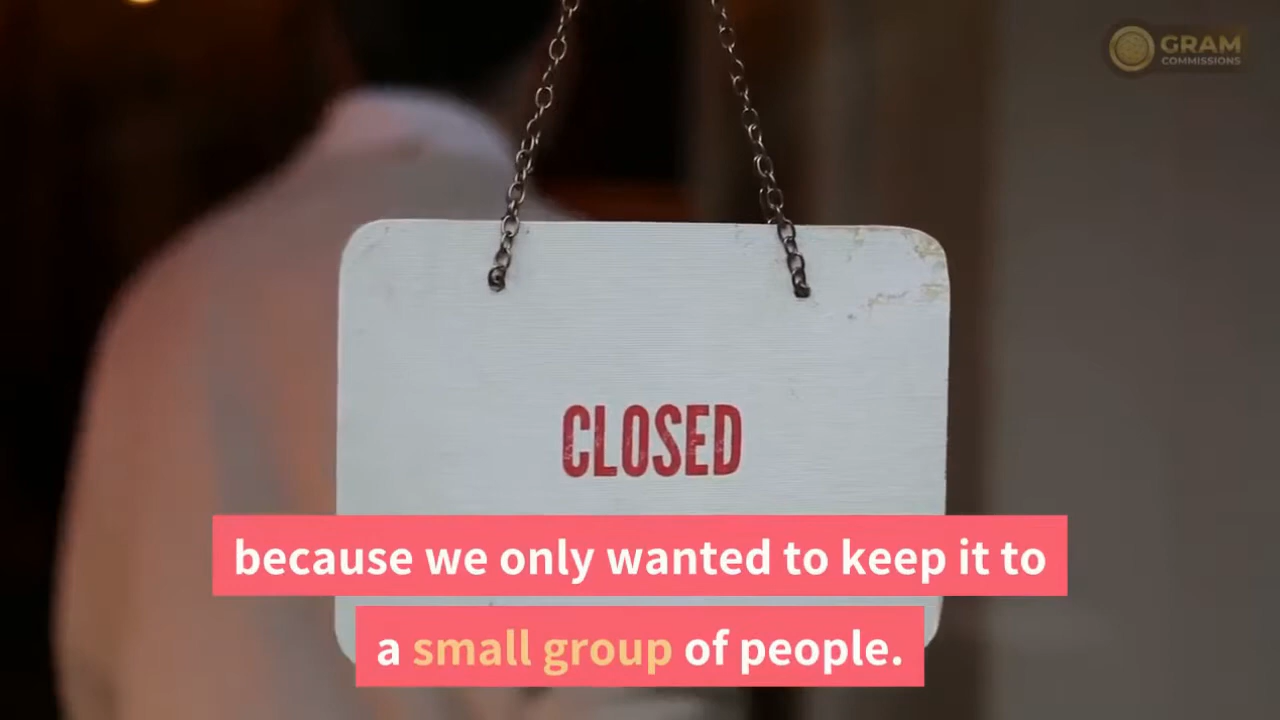 GRAM
COMMISSIONS
CLOSED
because we only wanted to keep it to
a small group of people.